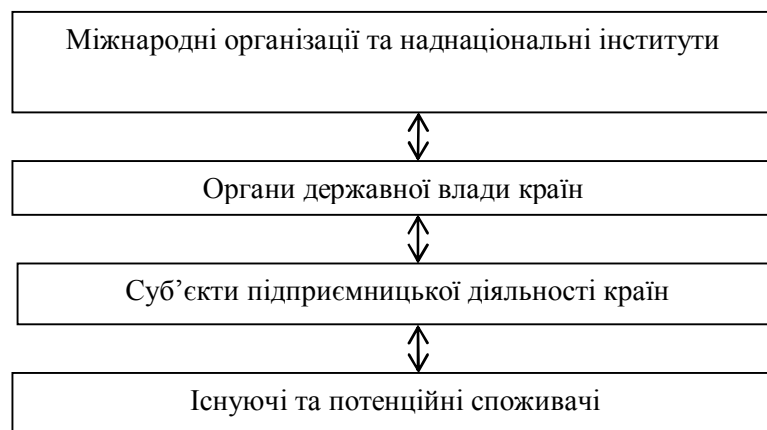 Міжнародні організації та наднаціональні інститути
Органи державної влади країн
Суб’єкти підприємницької діяльності країн
Існуючі та потенційні споживачі